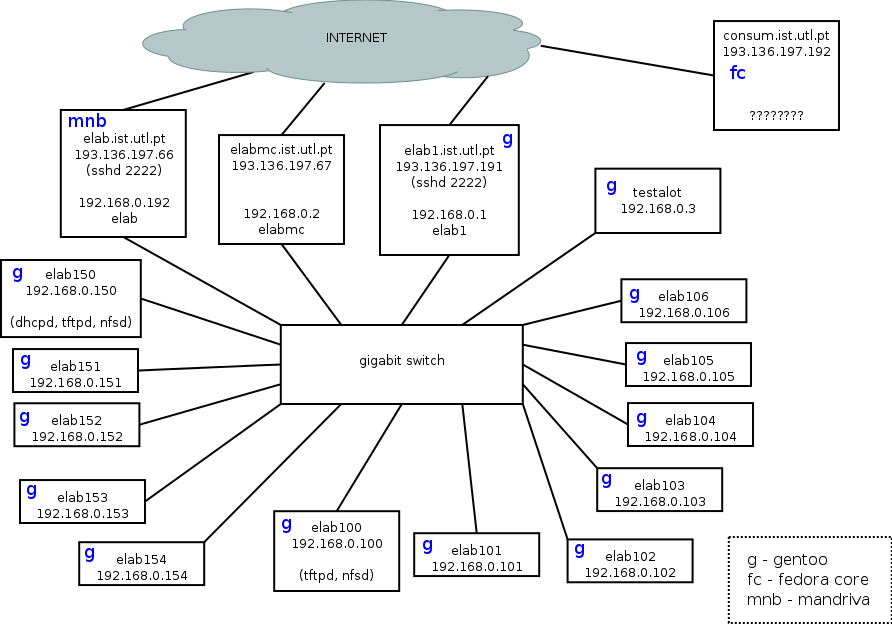 INTERNET
consum.ist.utl.pt
193.136.197.192
fc
????????
mnb
elab.ist.utl.pt
193.136.197.66
(sshd 2222)
192.168.0.192
elab
elabmc.ist.utl.pt
193.136.197.67
192.168.0.2
elabmc
g
elab1.ist.utl.pt
193.136.197.191
(sshd 2222)
192.168.0.1
elab1
g
testalot
192.168.0.3
g
elab150
192.168.0.150
(dhcpd, tftpd, nfsd)
g
elab106
192.168.0.106
gigabit switch
g
elab151
192.168.0.151
g
elab105
192.168.0.105
g
elab152
192.168.0.152
g
elab104
192.168.0.104
g
elab153
192.168.0.153
g
elab103
192.168.0.103
g
elab154
192.168.0.154
g
elab100
192.168.0.100
(tftpd, nfsd)
g
elab101
192.168.0.101
g
elab102
192.168.0.102
g - gentoo
fc - fedora core
mnb - mandriva